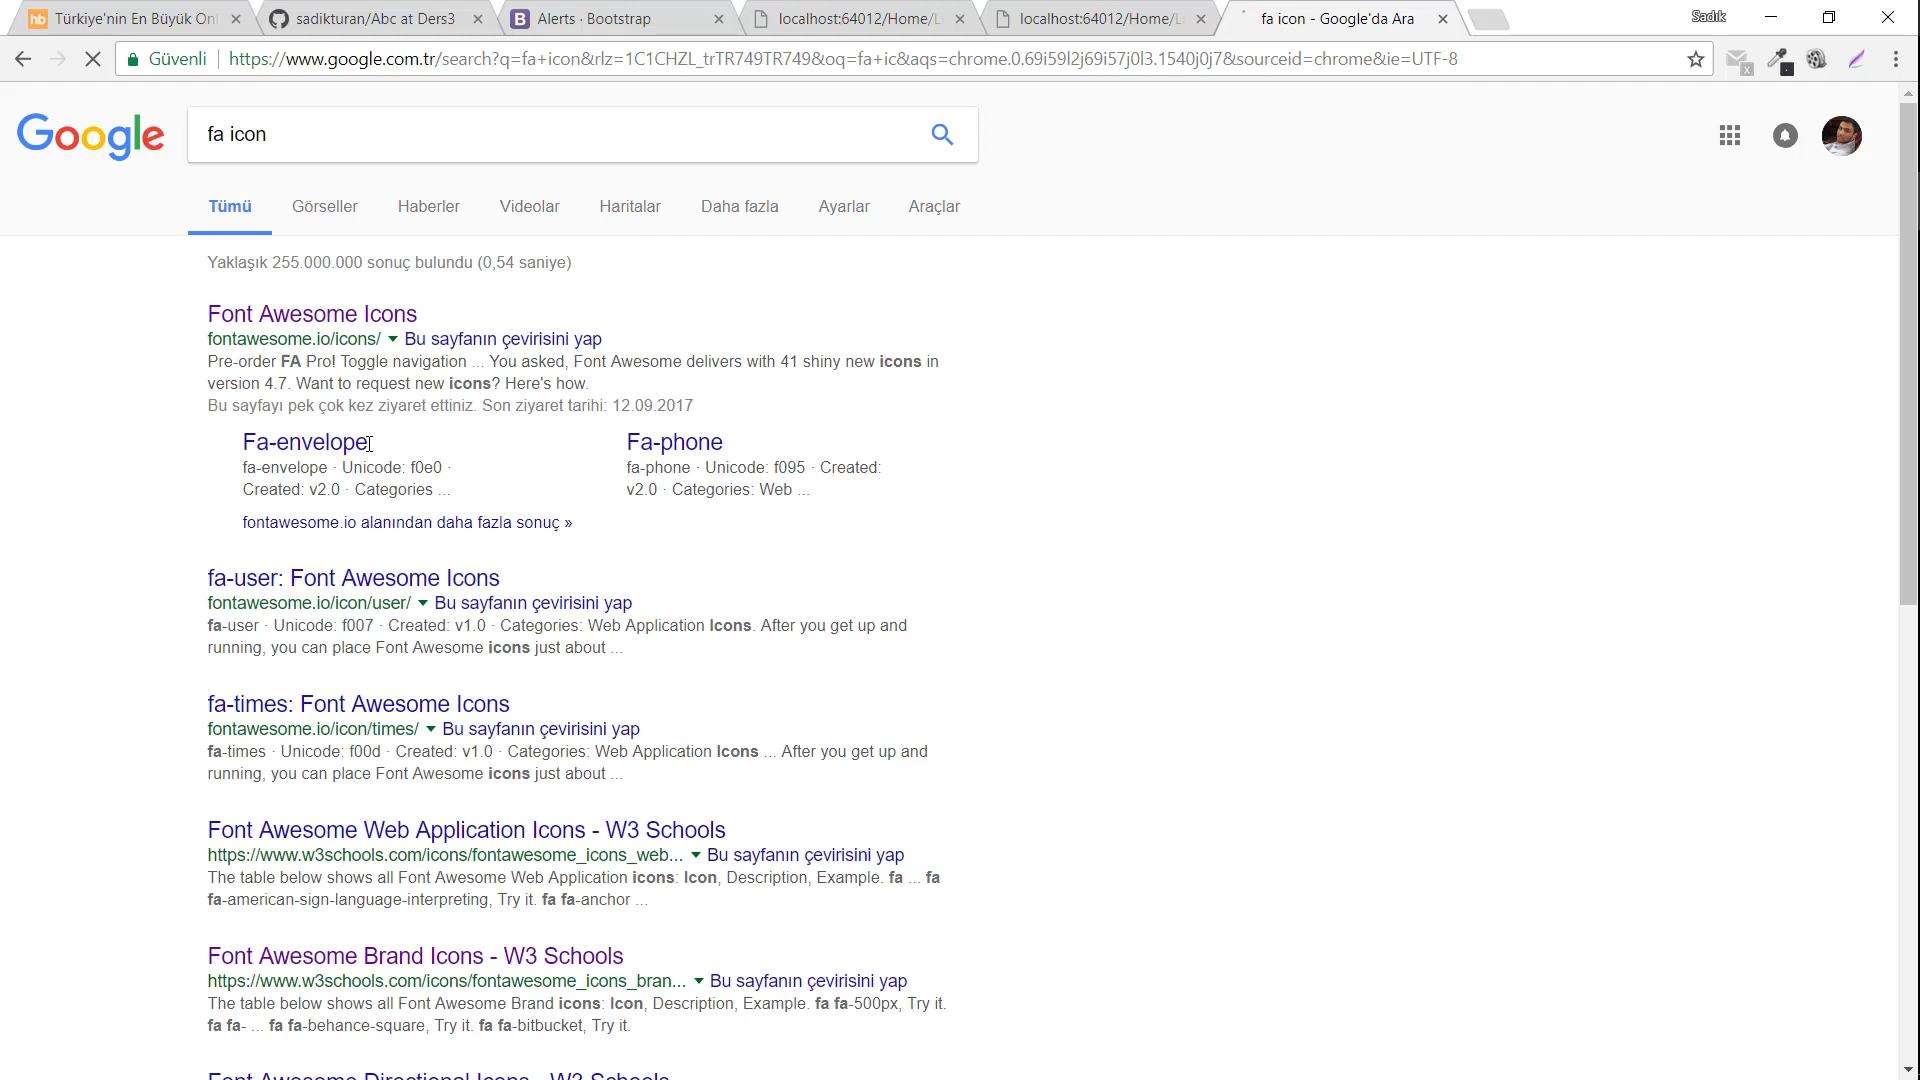 hb Türkiye'nin En Büyük Onl
sadikturan/Abc at Ders3
B Alerts · Bootstrap
localhost:64012/Home/Li
localhost:64012/Home/Li
fa icon - Google'da Ara
Sadık
Güvenli https://www.google.com.tr/search?q=fa+icon&rlz=1C1CHZL_trTR749TR749&oq=fa+ic&aqs=chrome.0.69i59l2j69i57j0l3.1540j0j7&sourceid=chrome&ie=UTF-8
Google
fa icon
Tümü Görseller Haberler Videolar Haritalar Daha fazla Ayarlar Araçlar
Yaklaşık 255.000.000 sonuç bulundu (0,54 saniye)
Font Awesome Icons
fontawesome.io/icons/ Bu sayfanın çevirisini yap
Pre-order FA Pro! Toggle navigation ... You asked, Font Awesome delivers with 41 shiny new icons in
version 4.7. Want to request new icons? Here's how.
Bu sayfayı pek çok kez ziyaret ettiniz. Son ziyaret tarihi: 12.09.2017
Fa-envelope
fa-envelope · Unicode: f0e0 ·
Created: v2.0 · Categories ...
Fa-phone
fa-phone · Unicode: f095 · Created:
v2.0 · Categories: Web ...
fontawesome.io alanından daha fazla sonuç »
fa-user: Font Awesome Icons
fontawesome.io/icon/user/ Bu sayfanın çevirisini yap
fa-user · Unicode: f007 · Created: v1.0 · Categories: Web Application Icons. After you get up and
running, you can place Font Awesome icons just about ...
fa-times: Font Awesome Icons
fontawesome.io/icon/times/ Bu sayfanın çevirisini yap
fa-times · Unicode: f00d · Created: v1.0 · Categories: Web Application Icons ... After you get up and
running, you can place Font Awesome icons just about ...
Font Awesome Web Application Icons - W3 Schools
https://www.w3schools.com/icons/fontawesome_icons_web... Bu sayfanın çevirisini yap
The table below shows all Font Awesome Web Application icons: Icon, Description, Example. fa ... fa
fa-american-sign-language-interpreting, Try it. fa fa-anchor ...
Font Awesome Brand Icons - W3 Schools
https://www.w3schools.com/icons/fontawesome_icons_bran... Bu sayfanın çevirisini yap
The table below shows all Font Awesome Brand icons: Icon, Description, Example. fa fa-500px, Try it.
fa fa- ... fa fa-behance-square, Try it. fa fa-bitbucket, Try it.
Font Awesome Directional Icons - W3 Schools